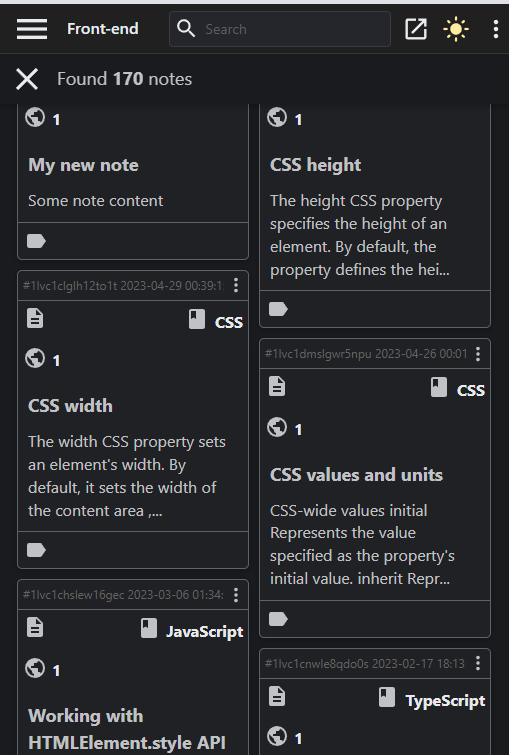 Front-end
Search
Found 170 notes
1
My new note
Some note content
#1lvc1clglh12to1t 2023-04-29 00:39:1
CSS
1
CSS width
The width CSS property sets
an element's width. By
default, it sets the width of
the content area ,...
#1lvc1chslew16gec 2023-03-06 01:34:
JavaScript
1
Working with
HTMLElement.style API
1
CSS height
The height CSS property
specifies the height of an
element. By default, the
property defines the hei...
#1lvc1dmslgwr5npu 2023-04-26 00:01
CSS
1
CSS values and units
CSS-wide values initial
Represents the value
specified as the property's
initial value. inherit Repr...
#1lvc1cnwle8qdo0s 2023-02-17 18:13
TypeScript
1